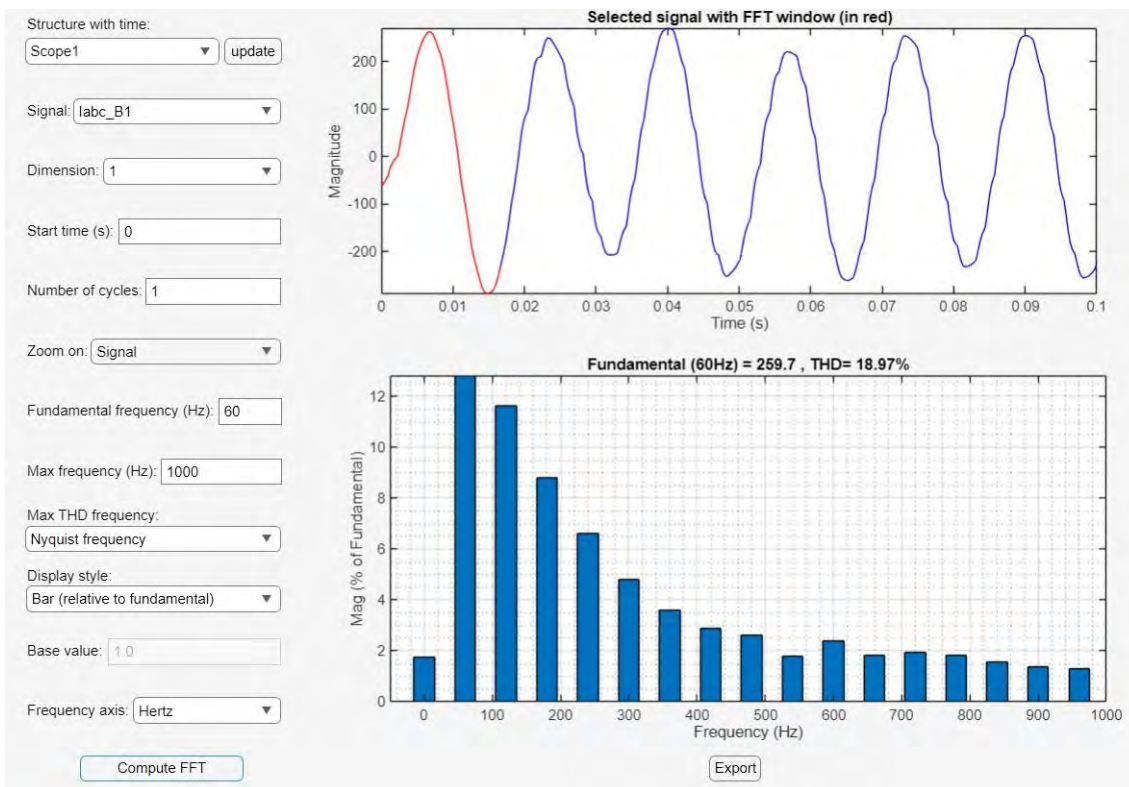 Structure with time:
Scope1
update
Signal: Iabc_B1
Dimension: 1
Start time (s): 0
Number of cycles: 1
Zoom on: Signal
Fundamental frequency (Hz): 60
Max frequency (Hz): 1000
Max THD frequency:
Nyquist frequency
Display style:
Bar (relative to fundamental)
Base value: 1.0
Frequency axis: Hertz
Compute FFT
Selected signal with FFT window (in red)
Magnitude
200
100
0
-100
-200
0 0.01 0.02 0.03 0.04 0.05 0.06 0.07 0.08 0.09 0.1
Time (s)
Fundamental (60Hz) = 259.7 , THD= 18.97%
Mag (% of Fundamental)
12
10
8
6
4
2
0
0 100 200 300 400 500 600 700 800 900 1000
Frequency (Hz)
Export